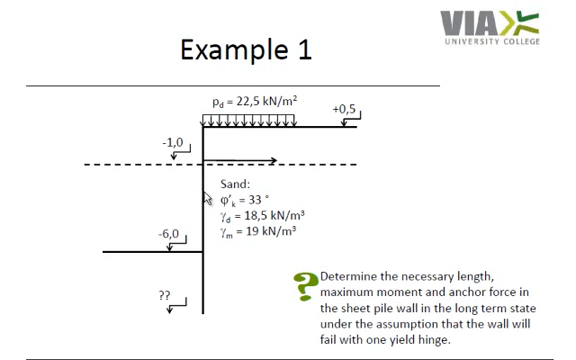 VIA
UNIVERSITY COLLEGE
Example 1
pd = 22,5 kN/m²
+0,5
-1,0
Sand:
φ'k = 33 °
γd = 18,5 kN/m³
γm = 19 kN/m³
-6,0
??
?
Determine the necessary length,
maximum moment and anchor force in
the sheet pile wall in the long term state
under the assumption that the wall will
fail with one yield hinge.